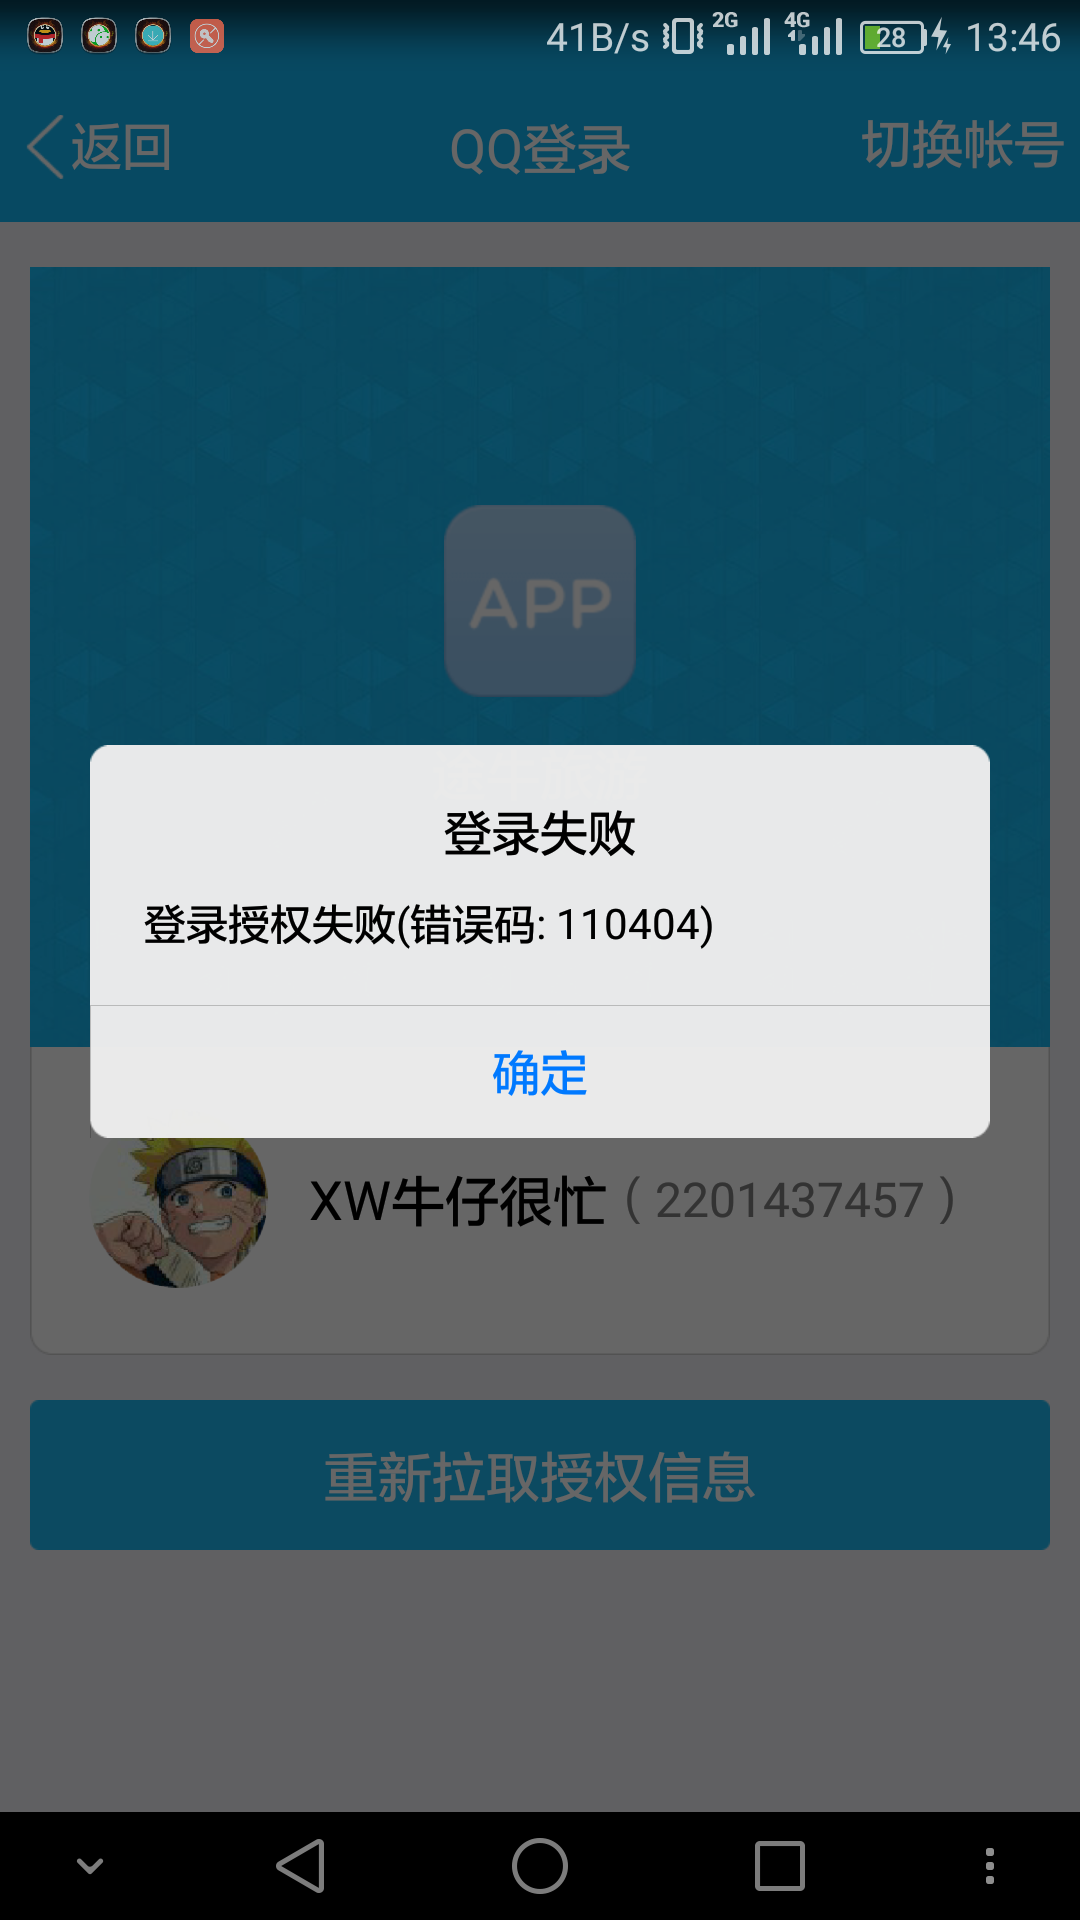 41B/s 2G 4G 28 13:46
返回 QQ登录 切换帐号
APP
登录失败
登录授权失败(错误码: 110404)
确定
XW牛仔很忙（2201437457）
重新拉取授权信息